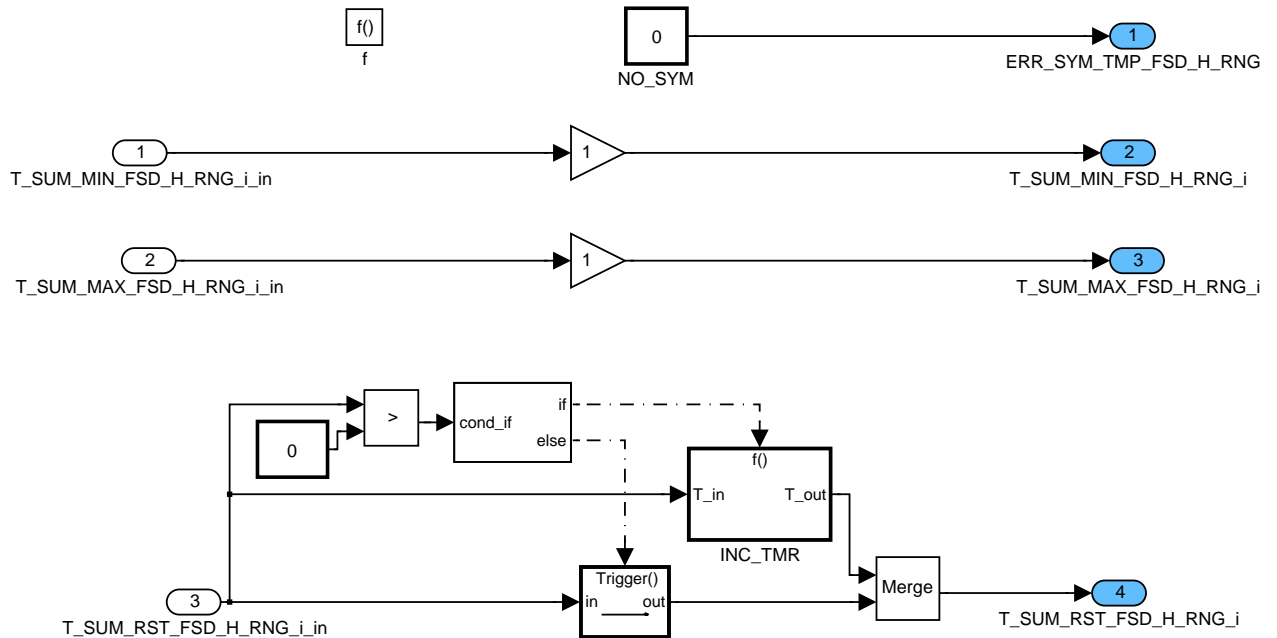 f()
f
0
NO_SYM
1
ERR_SYM_TMP_FSD_H_RNG
1
T_SUM_MIN_FSD_H_RNG_i_in
1
2
T_SUM_MIN_FSD_H_RNG_i
2
T_SUM_MAX_FSD_H_RNG_i_in
1
3
T_SUM_MAX_FSD_H_RNG_i
0
>
cond_if
if
else
f()
T_in
T_out
INC_TMR
3
T_SUM_RST_FSD_H_RNG_i_in
Trigger()
in
out
Merge
4
T_SUM_RST_FSD_H_RNG_i